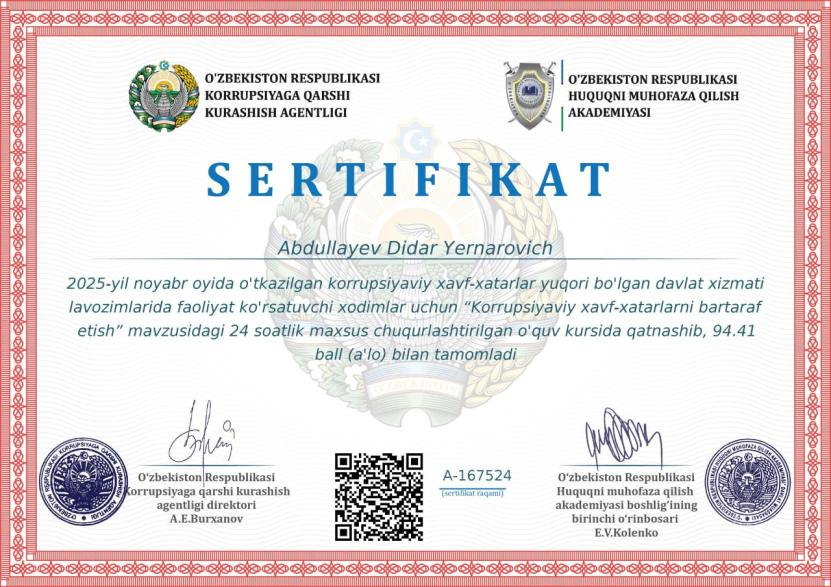 O'ZBEKISTON RESPUBLIKASI
KORRUPSIYAGA QARSHI
KURASHISH AGENTLIGI
O'ZBEKISTON RESPUBLIKASI
HUQUQNI MUHOFAZA QILISH
AKADEMIYASI
SERTIFIKAT
Abdullayev Didar Yernarovich
2025-yil noyabr oyida o'tkazilgan korrupsiyaviy xavf-xatarlar yuqori bo'lgan davlat xizmati
lavozimlarida faoliyat ko'rsatuvchi xodimlar uchun “Korrupsiyaviy xavf-xatarlarni bartaraf
etish” mavzusidagi 24 soatlik maxsus chuqurlashtirilgan o'quv kursida qatnashib, 94.41
ball (a'lo) bilan tamomladi
O‘zbekiston Respublikasi
Korrupsiyaga qarshi kurashish
agentligi direktori
A.E.Burxanov
A-167524
(sertifikat raqami)
O‘zbekiston Respublikasi
Huquqni muhofaza qilish
akademiyasi boshlig‘ining
birinchi o‘rinbosari
E.V.Kolenko